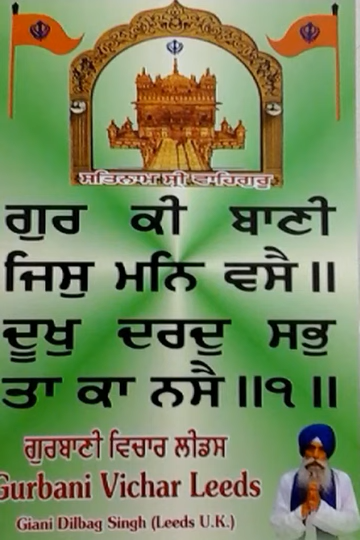 ਸਤਿਨਾਮ ਸ੍ਰੀ ਵਾਹਿਗੁਰੂ
ਗੁਰ ਕੀ ਬਾਣੀ
ਜਿਸੁ ਮਨਿ ਵਸੈ ॥
ਦੂਖੁ ਦਰਦੁ ਸਭੁ
ਤਾ ਕਾ ਨਸੈ ॥੧॥
ਗੁਰਬਾਣੀ ਵਿਚਾਰ ਲੀਡਸ
Gurbani Vichar Leeds
Giani Dilbag Singh (Leeds U.K.)